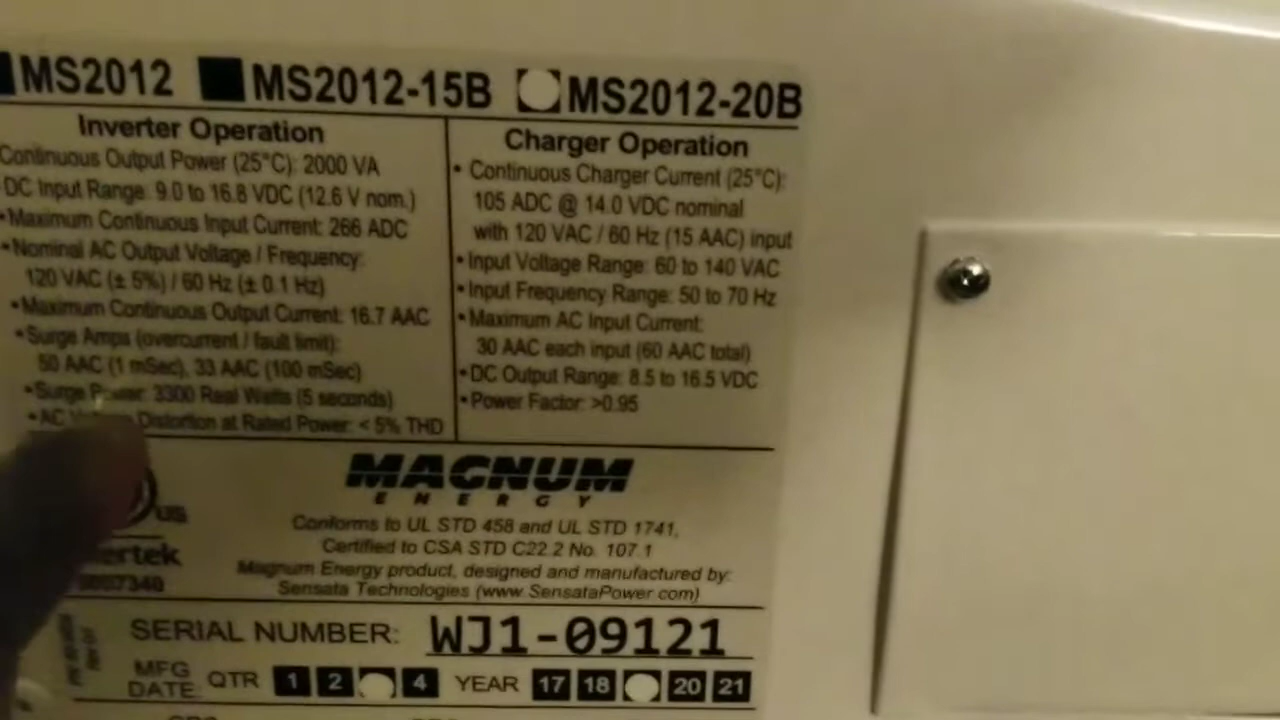 MS2012 MS2012-15B MS2012-20B
Inverter Operation
Continuous Output Power (25°C): 2000 VA
DC Input Range: 9.0 to 16.8 VDC (12.6 V nom.)
•Maximum Continuous Input Current: 266 ADC
•Nominal AC Output Voltage / Frequency:
120 VAC (± 5%) / 60 Hz (± 0.1 Hz)
•Maximum Continuous Output Current: 16.7 AAC
•Surge Amps (overcurrent / fault limit):
50 AAC (1 mSec), 33 AAC (100 mSec)
•Surge Power: 3300 Real Watts (5 seconds)
•AC Distortion at Rated Power: < 5% THD
Charger Operation
• Continuous Charger Current (25°C):
105 ADC @ 14.0 VDC nominal
with 120 VAC / 60 Hz (15 AAC) input
•Input Voltage Range: 60 to 140 VAC
•Input Frequency Range: 50 to 70 Hz
•Maximum AC Input Current:
30 AAC each input (60 AAC total)
•DC Output Range: 8.5 to 16.5 VDC
•Power Factor: >0.95
US
ertek
MAGNUM
ENERGY
Conforms to UL STD 458 and UL STD 1741,
Certified to CSA STD C22.2 No. 107.1
Magnum Energy product, designed and manufactured by:
Sensata Technologies (www.SensataPower.com)
SERIAL NUMBER: WJ1-09121
MFG DATE: QTR 1 2 4 YEAR 17 18 20 21